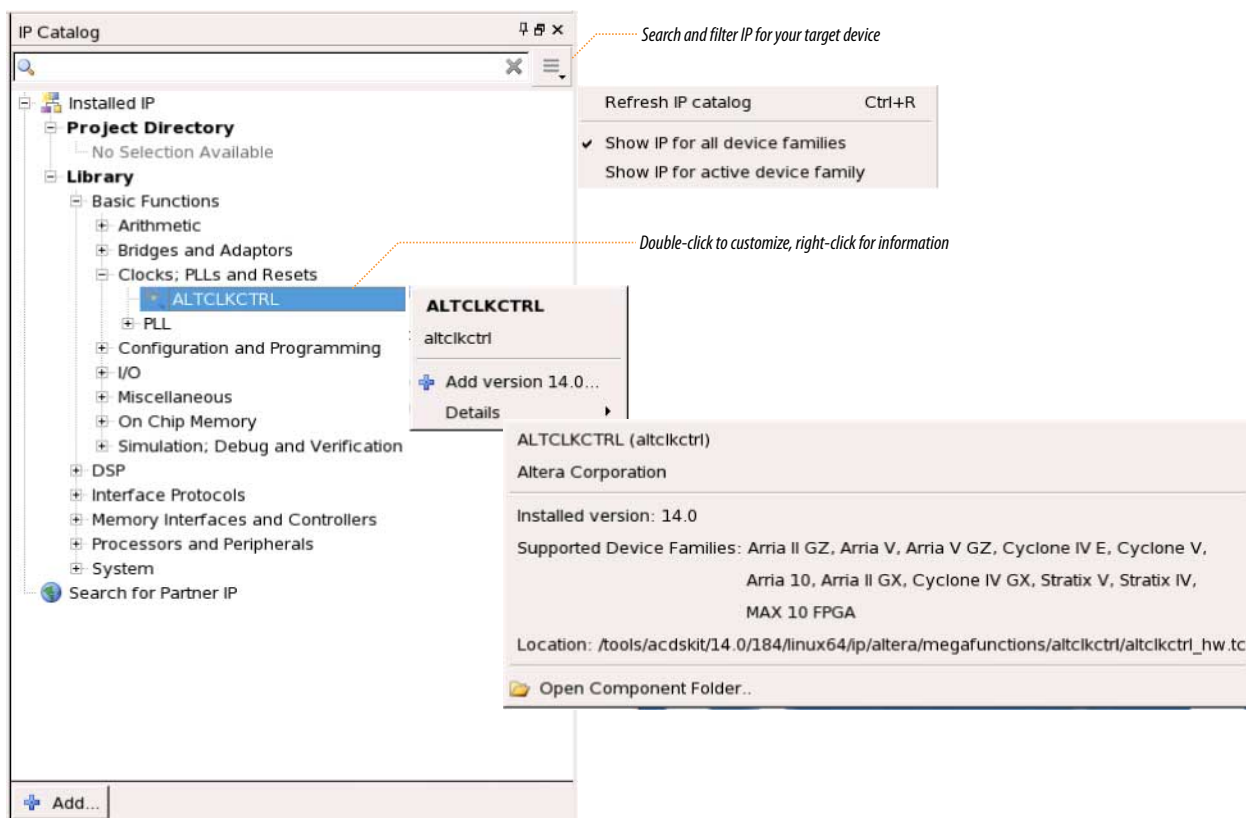 IP Catalog
Search and filter IP for your target device
Installed IP
Project Directory
No Selection Available
Library
Basic Functions
Arithmetic
Bridges and Adaptors
Clocks; PLLs and Resets
ALTCLKCTRL
PLL
Configuration and Programming
I/O
Miscellaneous
On Chip Memory
Simulation; Debug and Verification
DSP
Interface Protocols
Memory Interfaces and Controllers
Processors and Peripherals
System
Search for Partner IP
Add...
Refresh IP catalog Ctrl+R
Show IP for all device families
Show IP for active device family
Double-click to customize, right-click for information
ALTCLKCTRL
altclkctrl
Add version 14.0...
Details
ALTCLKCTRL (altclkctrl)
Altera Corporation
Installed version: 14.0
Supported Device Families: Arria II GZ, Arria V, Arria V GZ, Cyclone IV E, Cyclone V,
Arria 10, Arria II GX, Cyclone IV GX, Stratix V, Stratix IV,
MAX 10 FPGA
Location: /tools/acdskit/14.0/184/linux64/ip/altera/megafunctions/altclkctrl/altclkctrl_hw.tc
Open Component Folder..